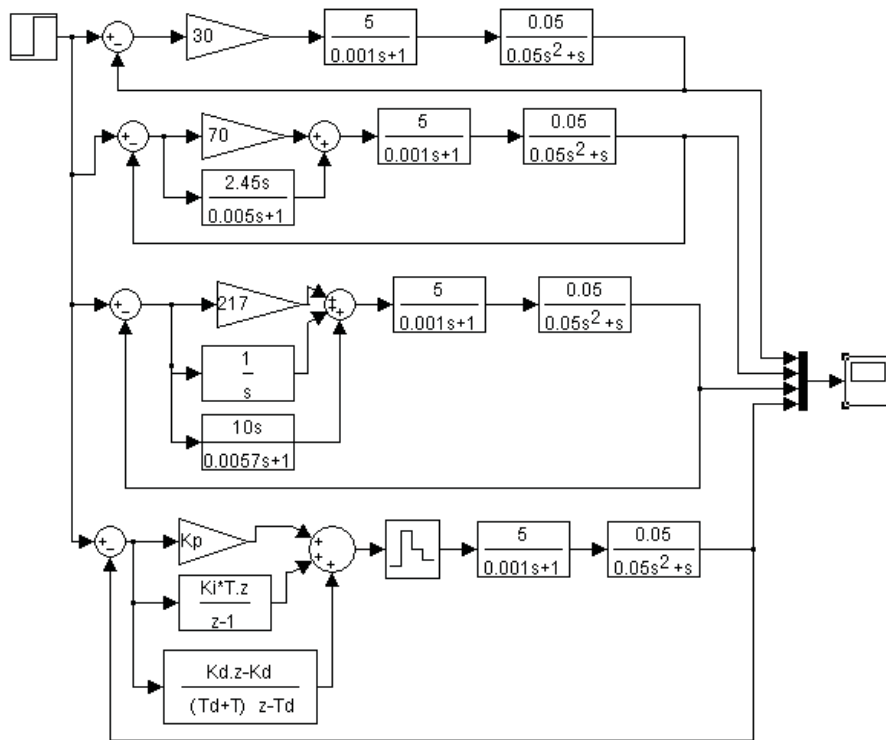 +
−
30
5
0.001s+1
0.05
0.05s²+s
+
−
70
+
+
5
0.001s+1
0.05
0.05s²+s
2.45s
0.005s+1
+
−
217
+
+
+
5
0.001s+1
0.05
0.05s²+s
1
s
10s
0.0057s+1
+
−
Kp
+
+
+
5
0.001s+1
0.05
0.05s²+s
Ki*T.z
z-1
Kd.z-Kd
(Td+T) z-Td